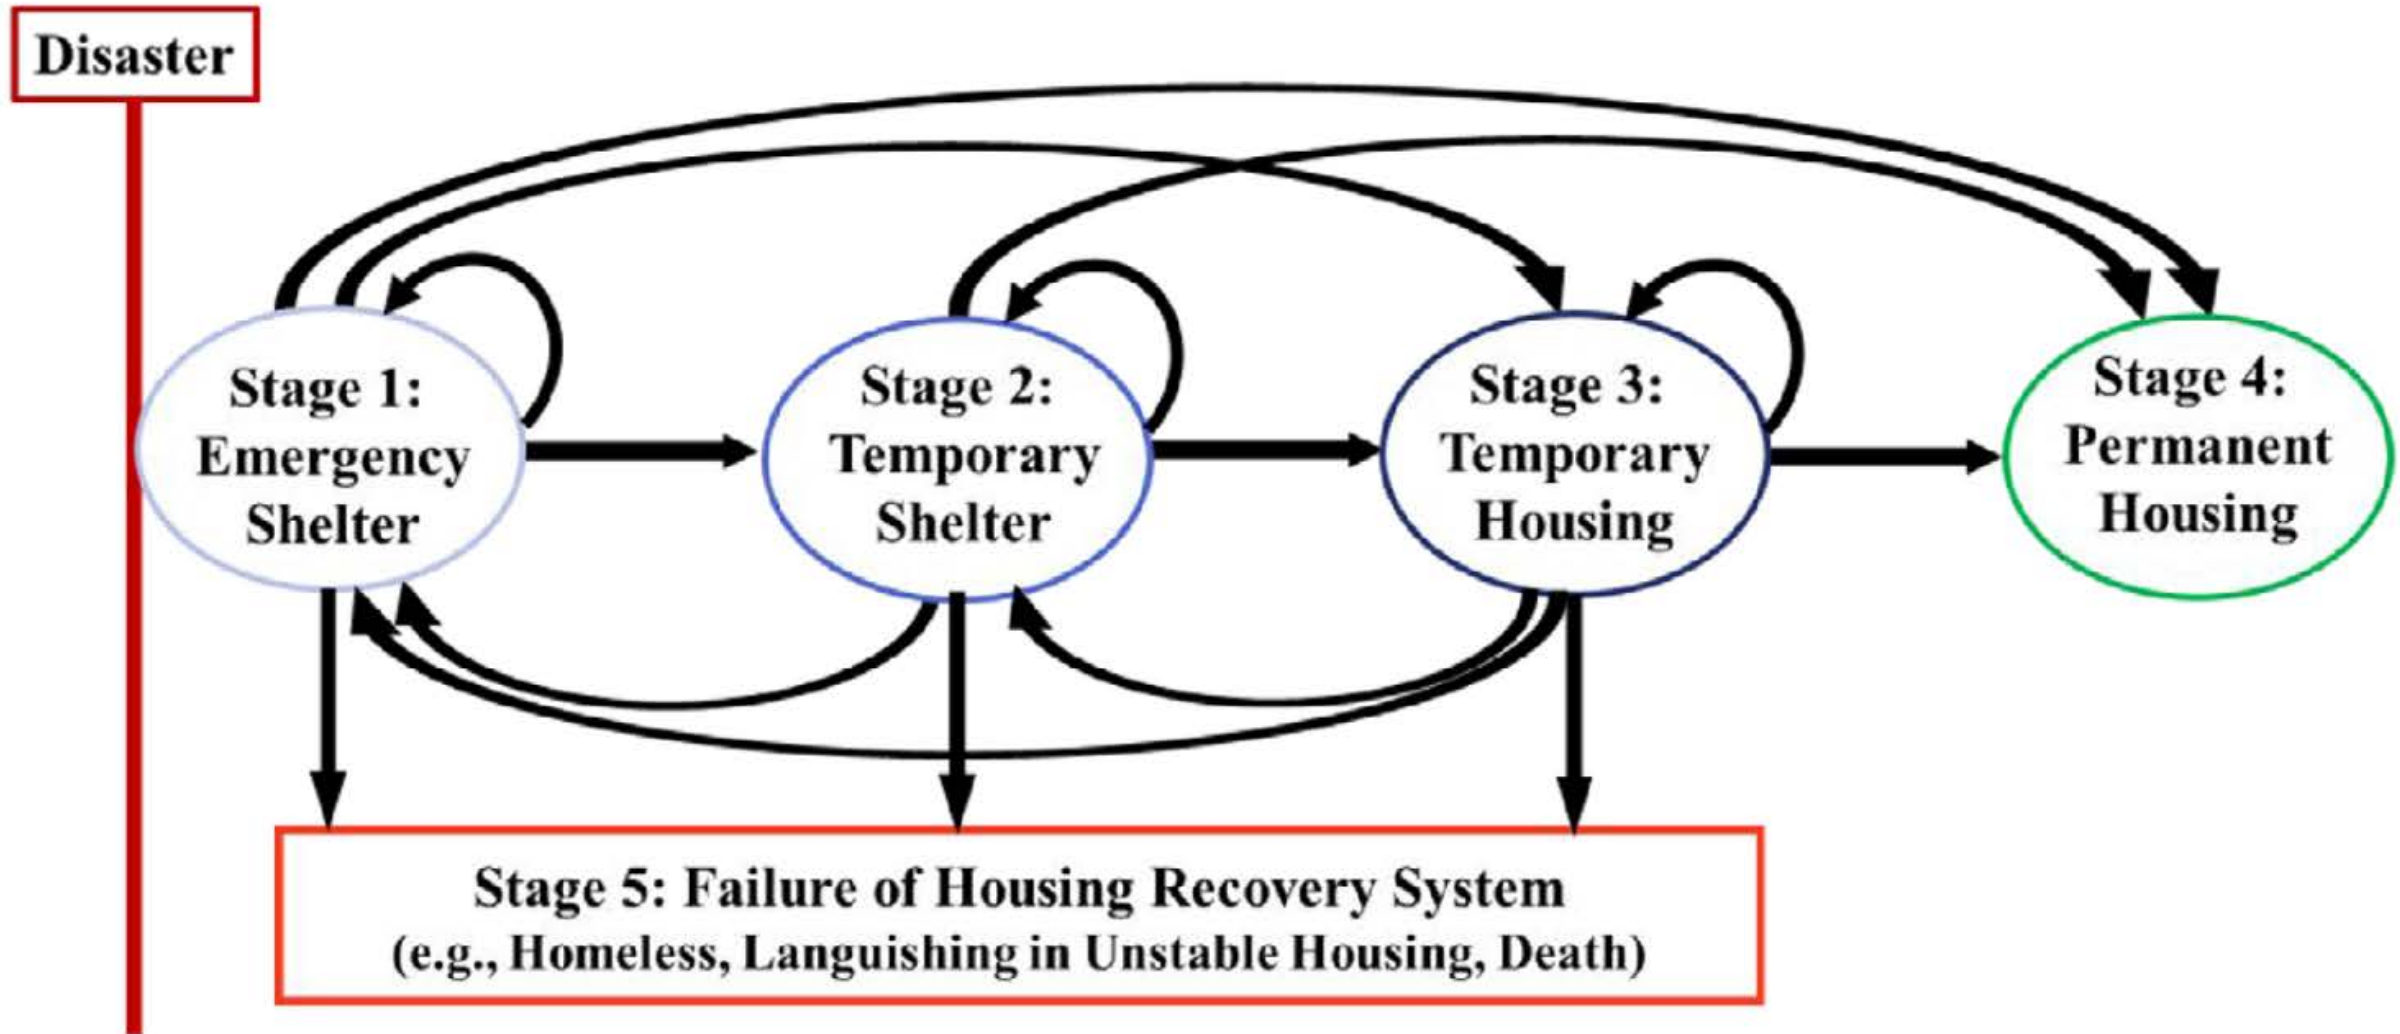 Disaster
Stage 1:
Emergency
Shelter
Stage 2:
Temporary
Shelter
Stage 3:
Temporary
Housing
Stage 4:
Permanent
Housing
Stage 5: Failure of Housing Recovery System
(e.g., Homeless, Languishing in Unstable Housing, Death)